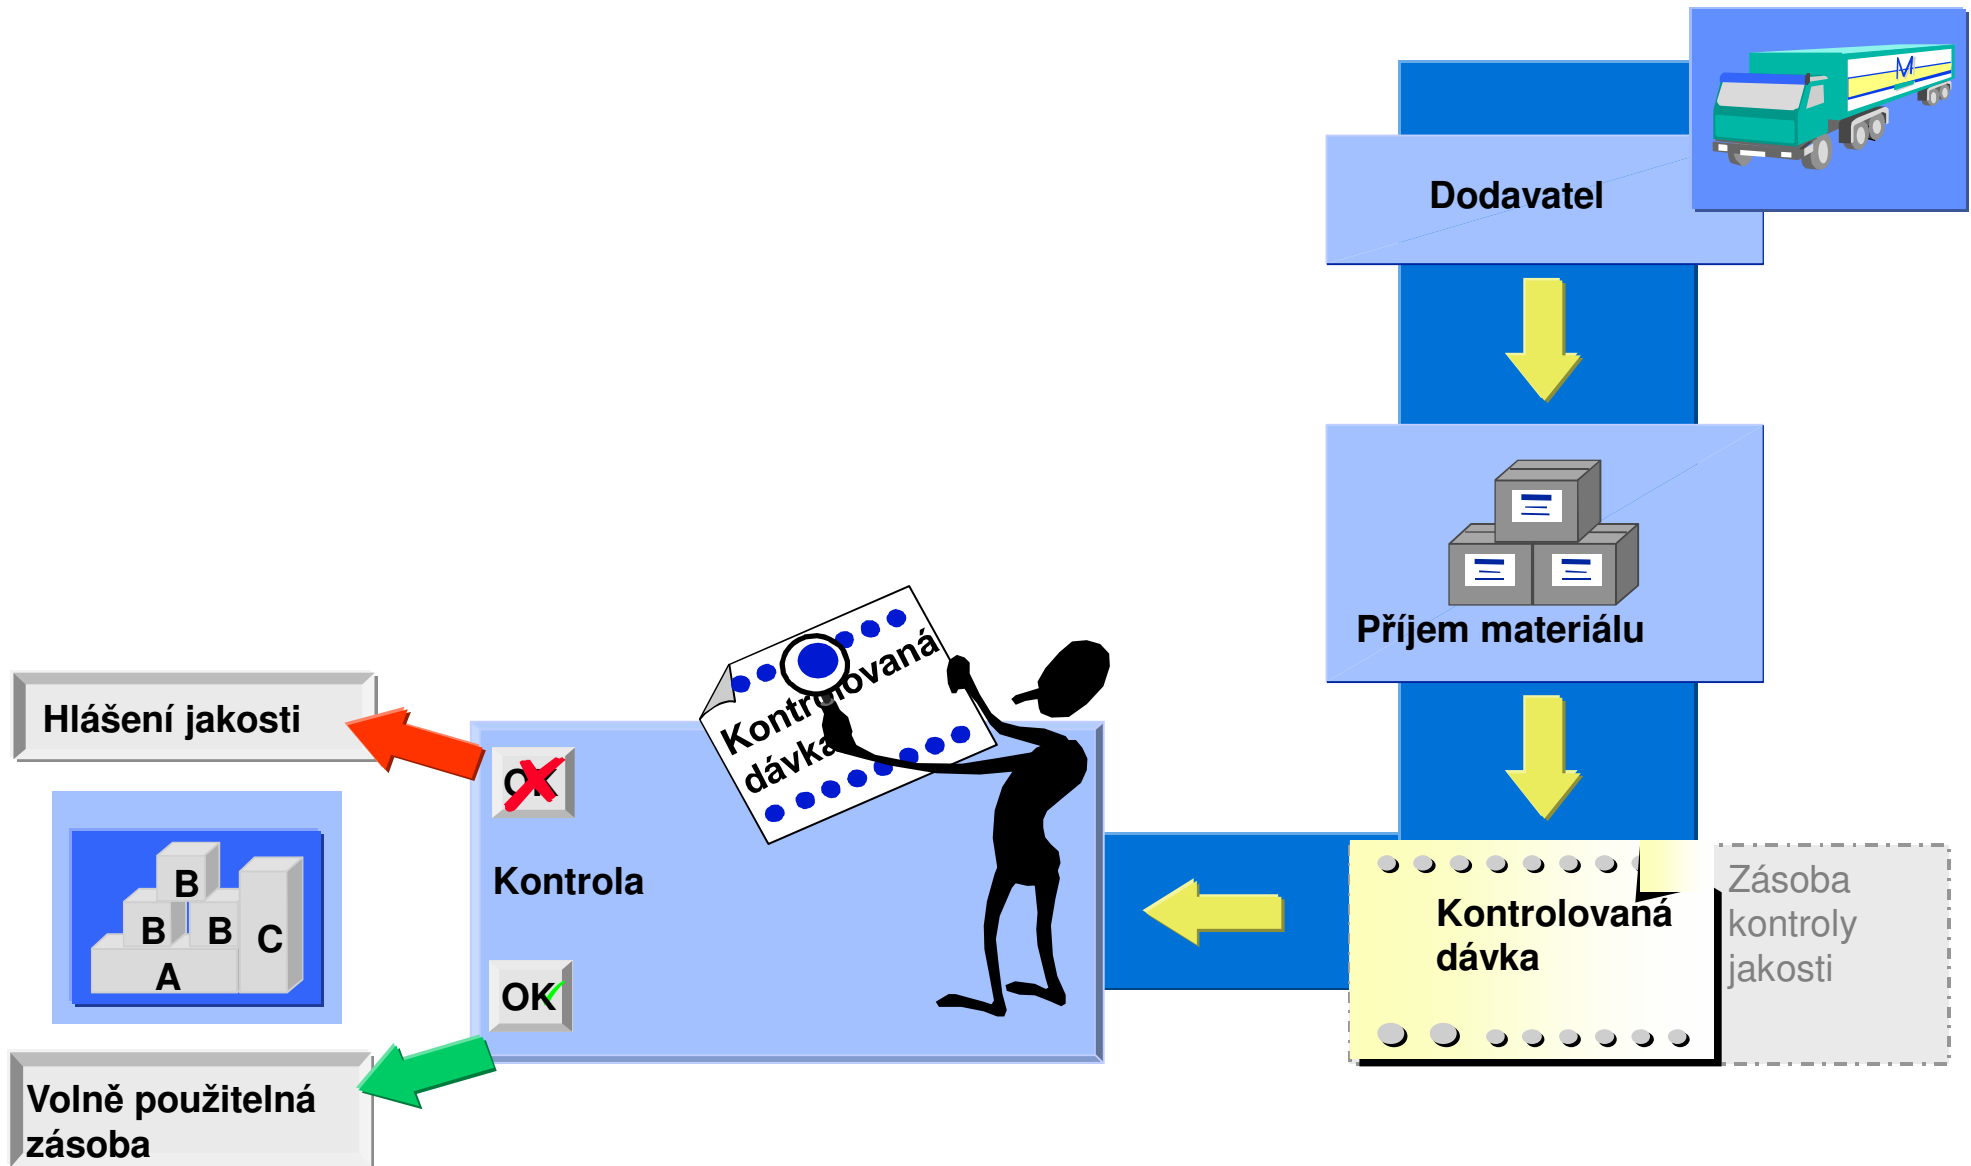 M
Dodavatel
Příjem materiálu
Kontrolovaná
dávka
Zásoba
kontroly
jakosti
Kontrolovaná
dávka
Kontrola
OK
OK
Hlášení jakosti
B
B
B
C
A
Volně použitelná
zásoba